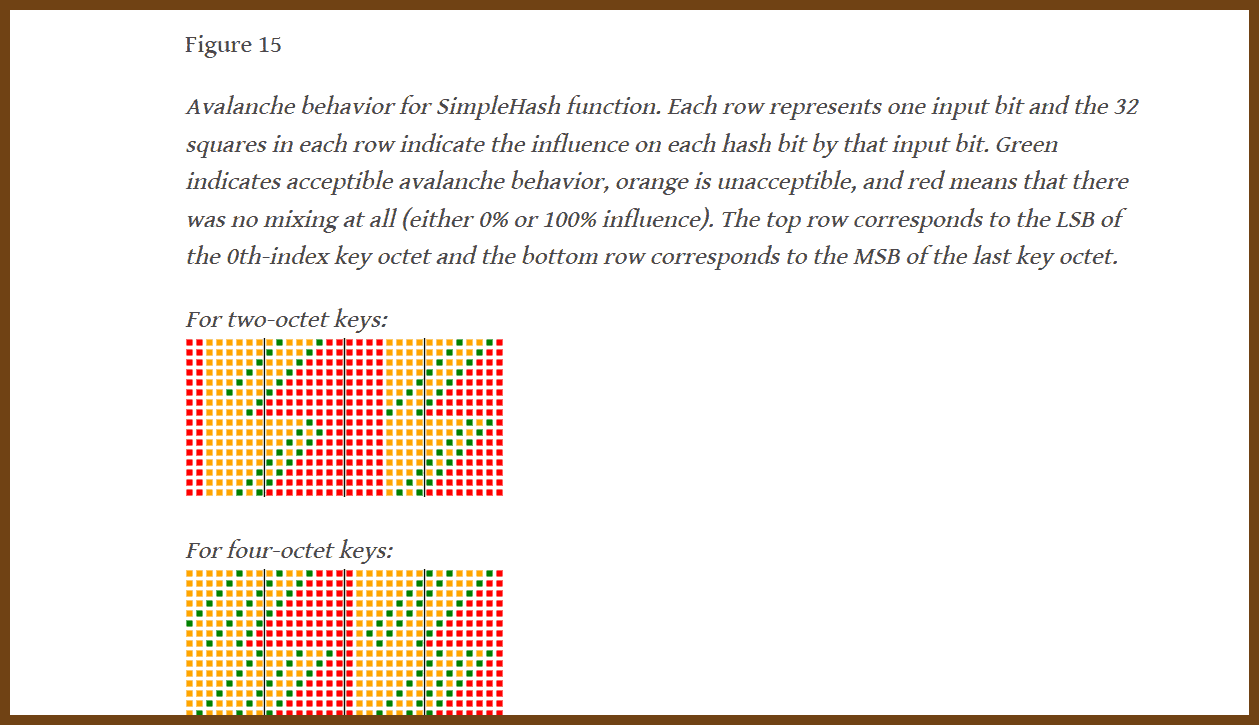 Figure 15
Avalanche behavior for SimpleHash function. Each row represents one input bit and the 32
squares in each row indicate the influence on each hash bit by that input bit. Green
indicates acceptible avalanche behavior, orange is unacceptible, and red means that there
was no mixing at all (either 0% or 100% influence). The top row corresponds to the LSB of
the 0th-index key octet and the bottom row corresponds to the MSB of the last key octet.
For two-octet keys:
For four-octet keys: